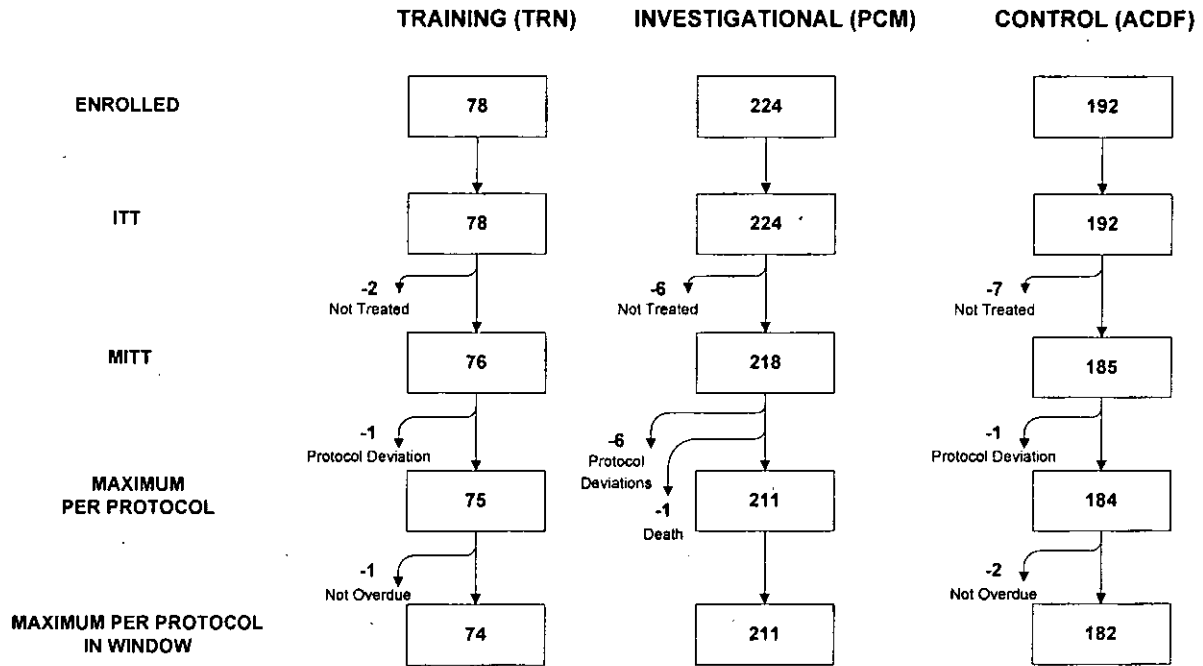 TRAINING (TRN) INVESTIGATIONAL (PCM) CONTROL (ACDF)
ENROLLED 78 224 192
ITT 78 224 192
-2 -6 -7
Not Treated Not Treated Not Treated
MITT 76 218 185
-1 -6 -1
Protocol Deviation Protocol Protocol Deviation
Deviations
MAXIMUM
PER PROTOCOL 75 211 184
-1
Death
-1 -2
Not Overdue Not Overdue
MAXIMUM PER PROTOCOL
IN WINDOW 74 211 182